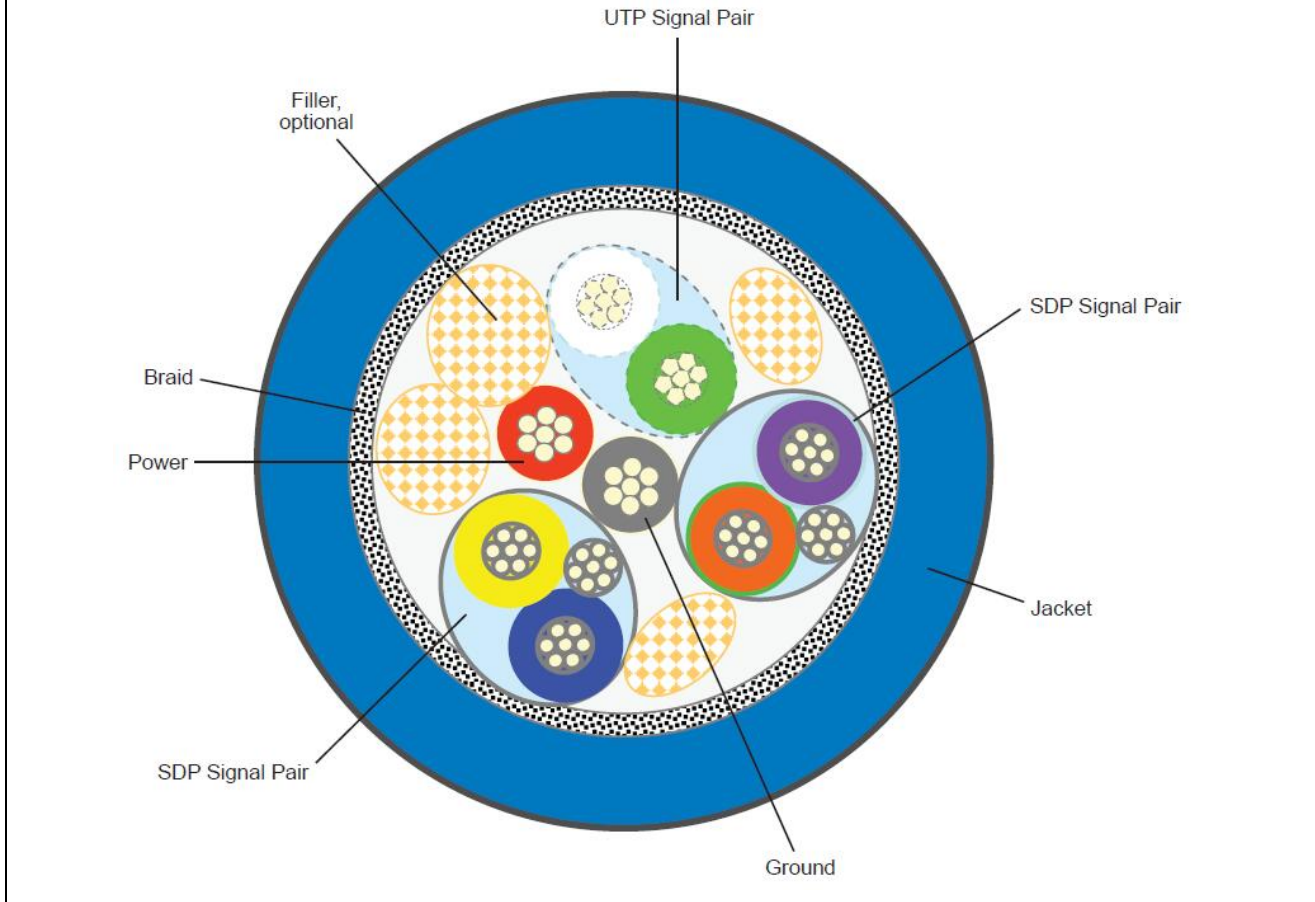 UTP Signal Pair
Filler,
optional
SDP Signal Pair
Braid
Power
Jacket
SDP Signal Pair
Ground